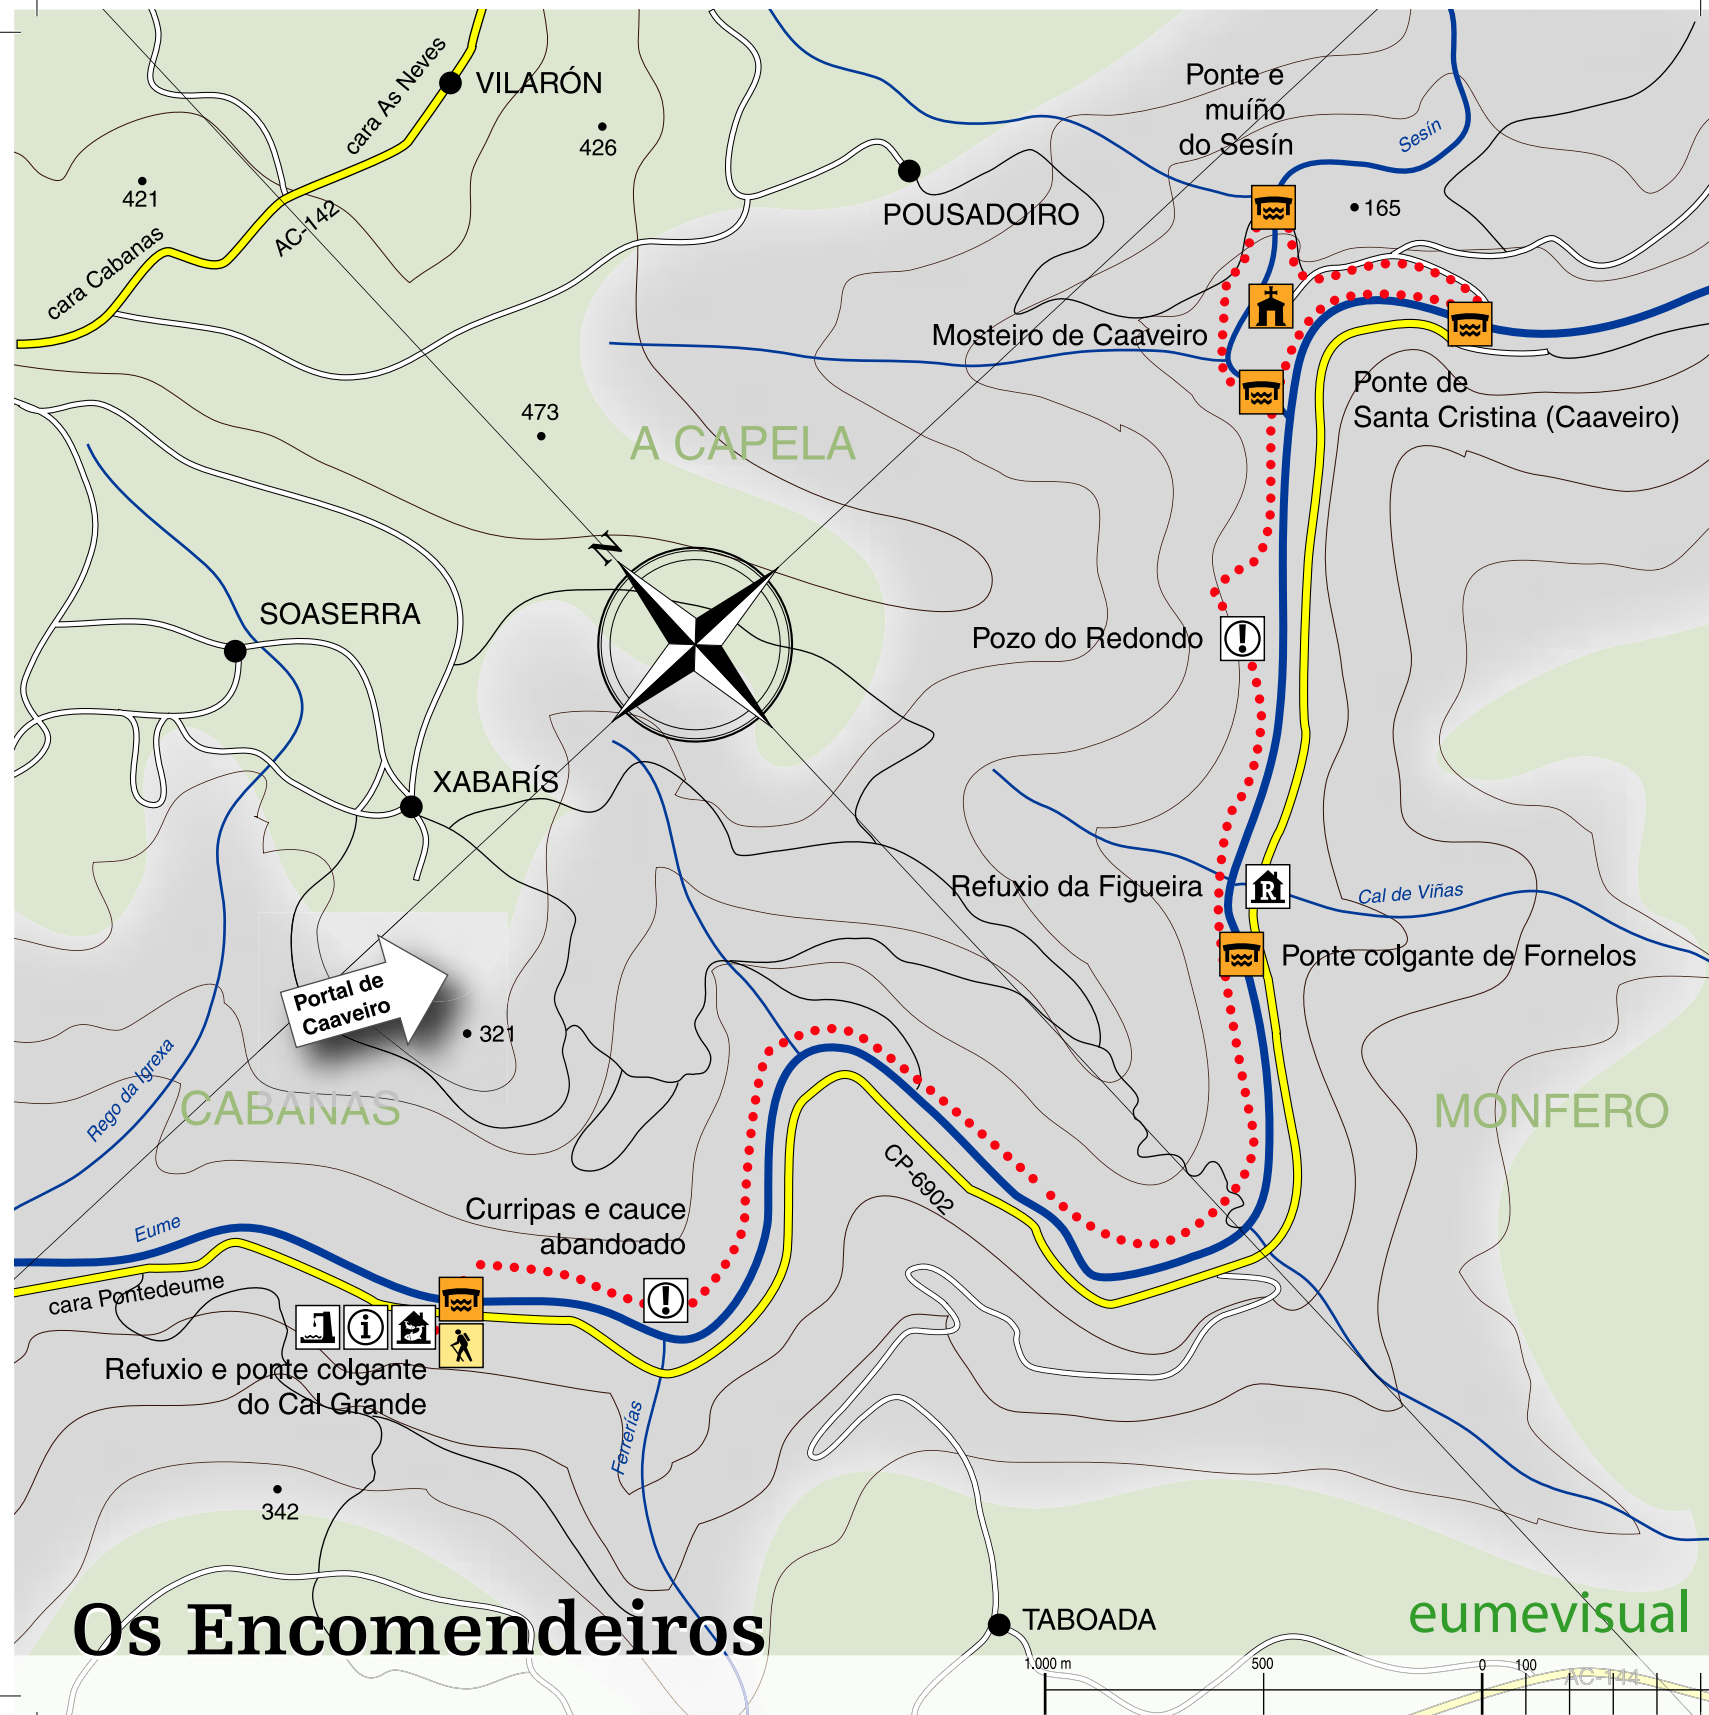 VILARÓN
cara As Neves
426
421
AC-142
cara Cabanas
POUSADOIRO
Ponte e
muíño
do Sesín
Sesín
165
Mosteiro de Caaveiro
Ponte de
Santa Cristina (Caaveiro)
473
A CAPELA
N
SOASERRA
Pozo do Redondo
XABARÍS
Refuxio da Figueira
R
Cal de Viñas
Ponte colgante de Fornelos
Portal de
Caaveiro
321
Rego da Igrexa
CABANAS
MONFERO
CP-6902
Curripas e cauce
abandoado
Eume
cara Pontedeume
i
Refuxio e ponte colgante
do Cal Grande
Ferrerías
342
Os Encomendeiros
TABOADA
eumevisual
1.000 m
500
0
100
AC-144